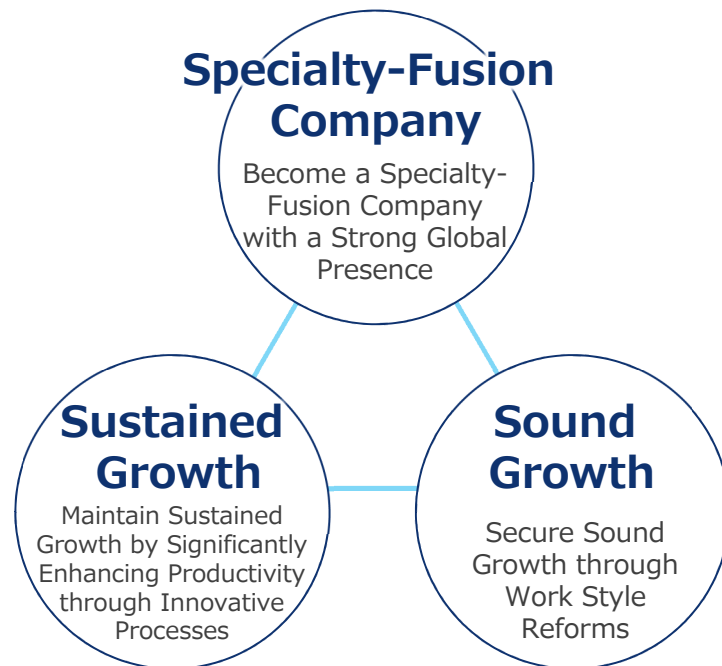 Specialty-Fusion
Company
Become a Specialty-
Fusion Company
with a Strong Global
Presence
Sustained
Growth
Maintain Sustained
Growth by Significantly
Enhancing Productivity
through Innovative
Processes
Sound
Growth
Secure Sound
Growth through
Work Style
Reforms